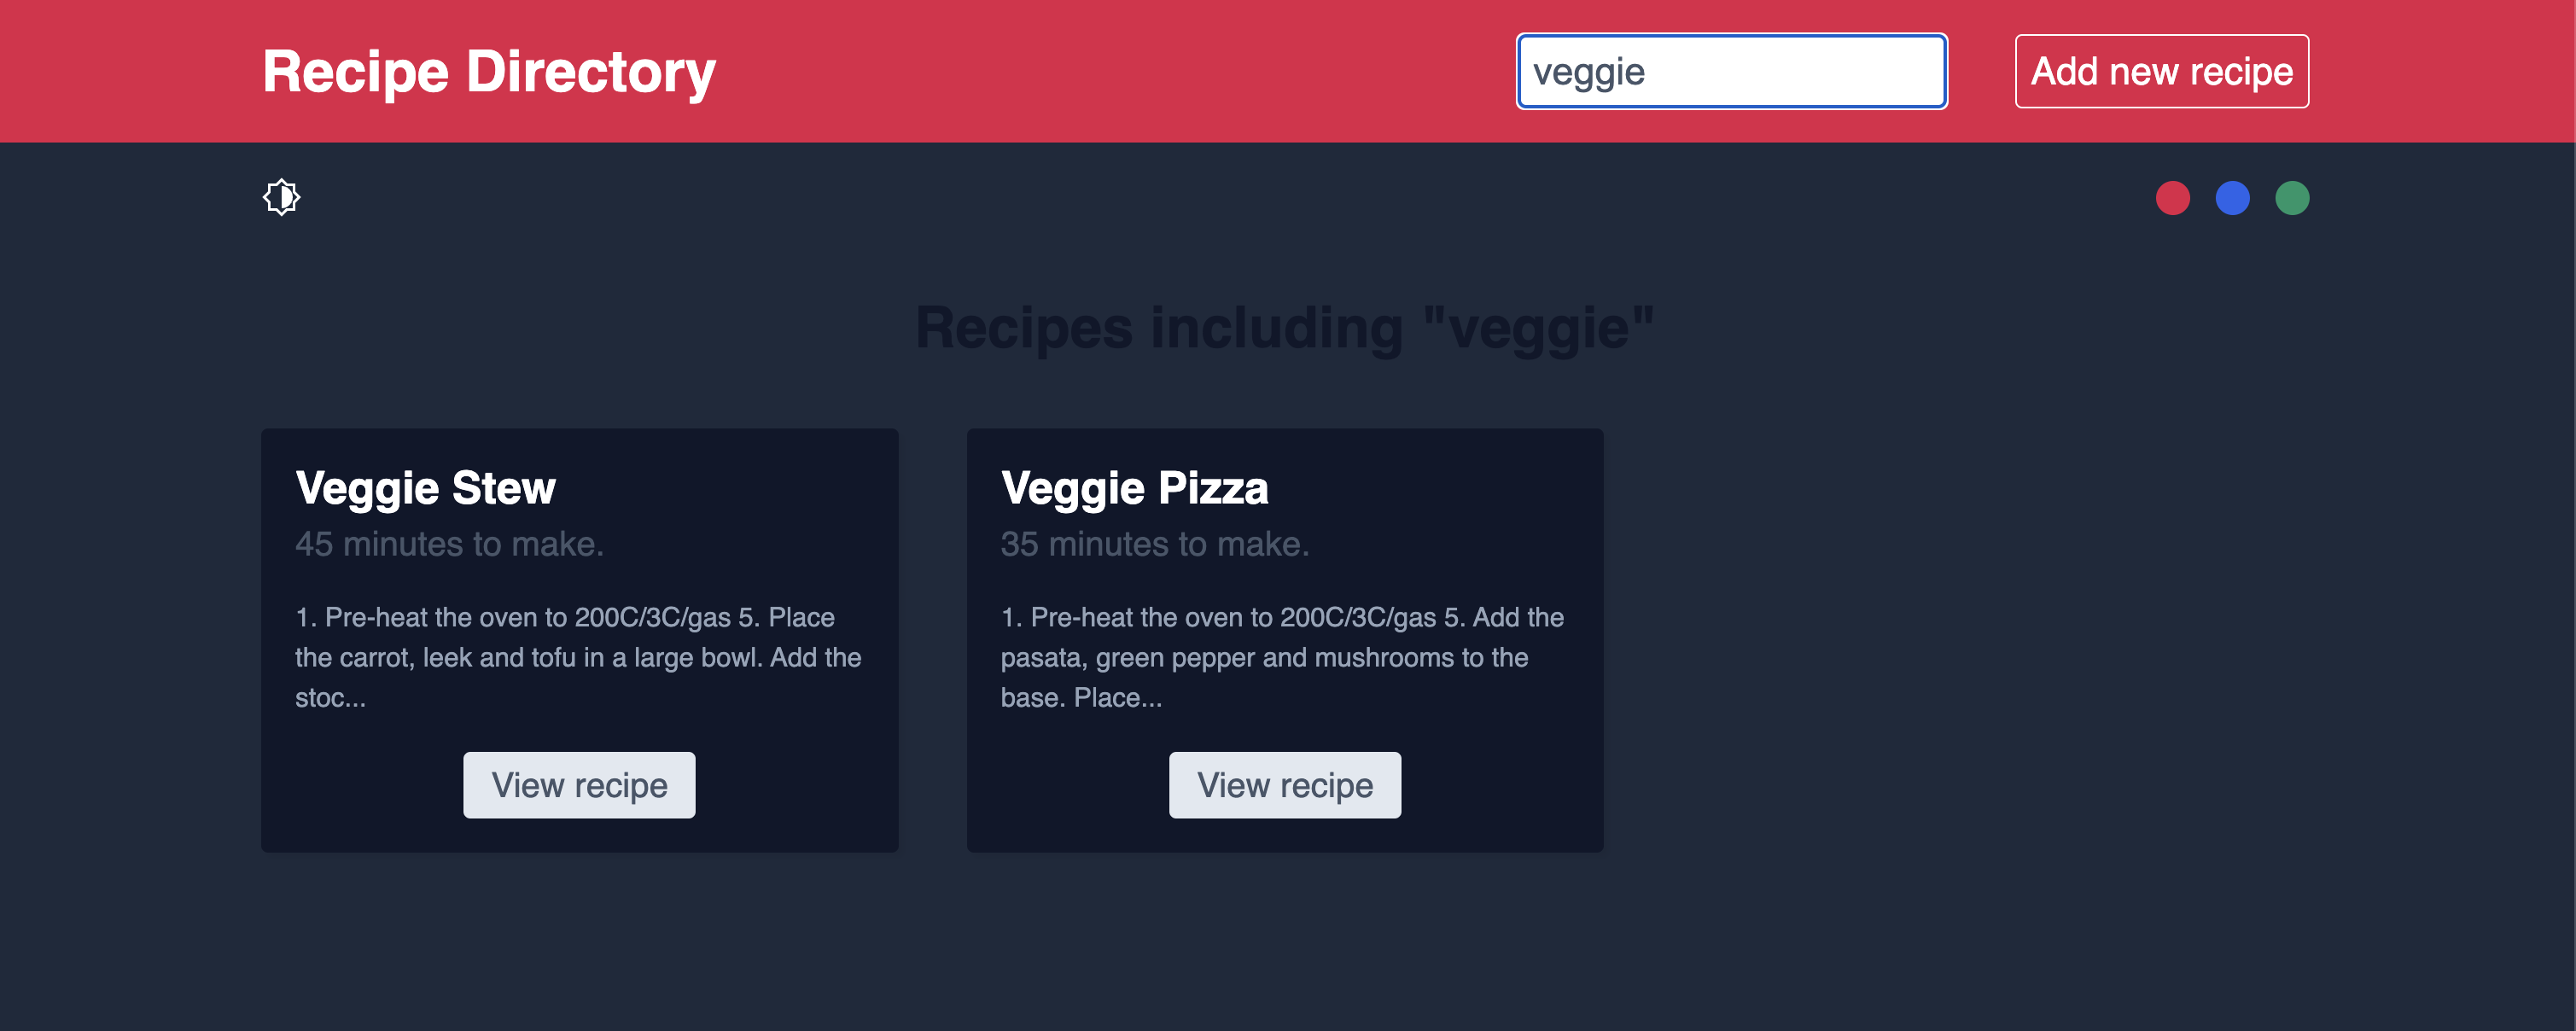 Recipe Directory
veggie
Add new recipe
Recipes including "veggie"
Veggie Stew
45 minutes to make.
1. Pre-heat the oven to 200C/3C/gas 5. Place
the carrot, leek and tofu in a large bowl. Add the
stoc...
View recipe
Veggie Pizza
35 minutes to make.
1. Pre-heat the oven to 200C/3C/gas 5. Add the
pasata, green pepper and mushrooms to the
base. Place...
View recipe